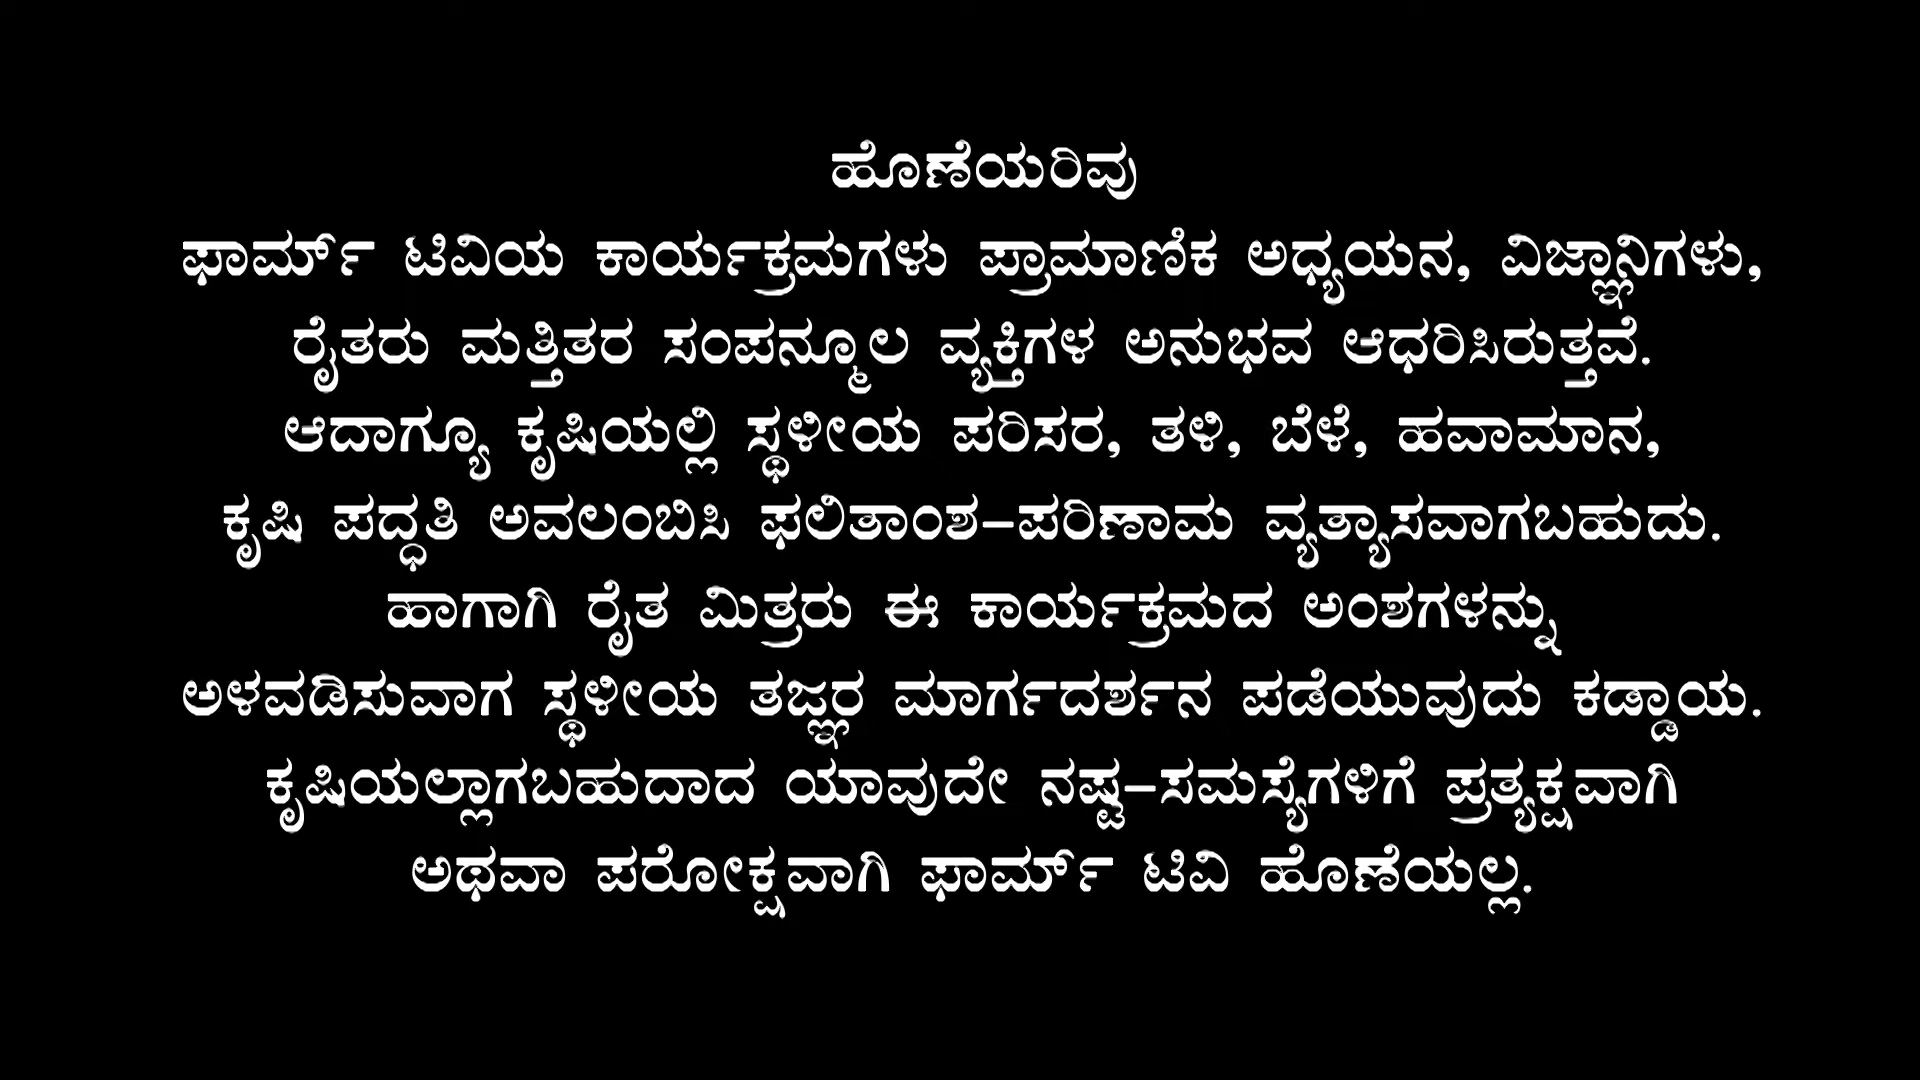 ಹೊಣೆಯರಿವು
ಫಾರ್ಮ್ ಟಿವಿಯ ಕಾರ್ಯಕ್ರಮಗಳು ಪ್ರಾಮಾಣಿಕ ಅಧ್ಯಯನ, ವಿಜ್ಞಾನಿಗಳು,
ರೈತರು ಮತ್ತಿತರ ಸಂಪನ್ಮೂಲ ವ್ಯಕ್ತಿಗಳ ಅನುಭವ ಆಧರಿಸಿರುತ್ತವೆ.
ಆದಾಗ್ಯೂ ಕೃಷಿಯಲ್ಲಿ ಸ್ಥಳೀಯ ಪರಿಸರ, ತಳಿ, ಬೆಳೆ, ಹವಾಮಾನ,
ಕೃಷಿ ಪದ್ಧತಿ ಅವಲಂಬಿಸಿ ಫಲಿತಾಂಶ-ಪರಿಣಾಮ ವ್ಯತ್ಯಾಸವಾಗಬಹುದು.
ಹಾಗಾಗಿ ರೈತ ಮಿತ್ರರು ಈ ಕಾರ್ಯಕ್ರಮದ ಅಂಶಗಳನ್ನು
ಅಳವಡಿಸುವಾಗ ಸ್ಥಳೀಯ ತಜ್ಞರ ಮಾರ್ಗದರ್ಶನ ಪಡೆಯುವುದು ಕಡ್ಡಾಯ.
ಕೃಷಿಯಲ್ಲಾಗಬಹುದಾದ ಯಾವುದೇ ನಷ್ಟ-ಸಮಸ್ಯೆಗಳಿಗೆ ಪ್ರತ್ಯಕ್ಷವಾಗಿ
ಅಥವಾ ಪರೋಕ್ಷವಾಗಿ ಫಾರ್ಮ್ ಟಿವಿ ಹೊಣೆಯಲ್ಲ.